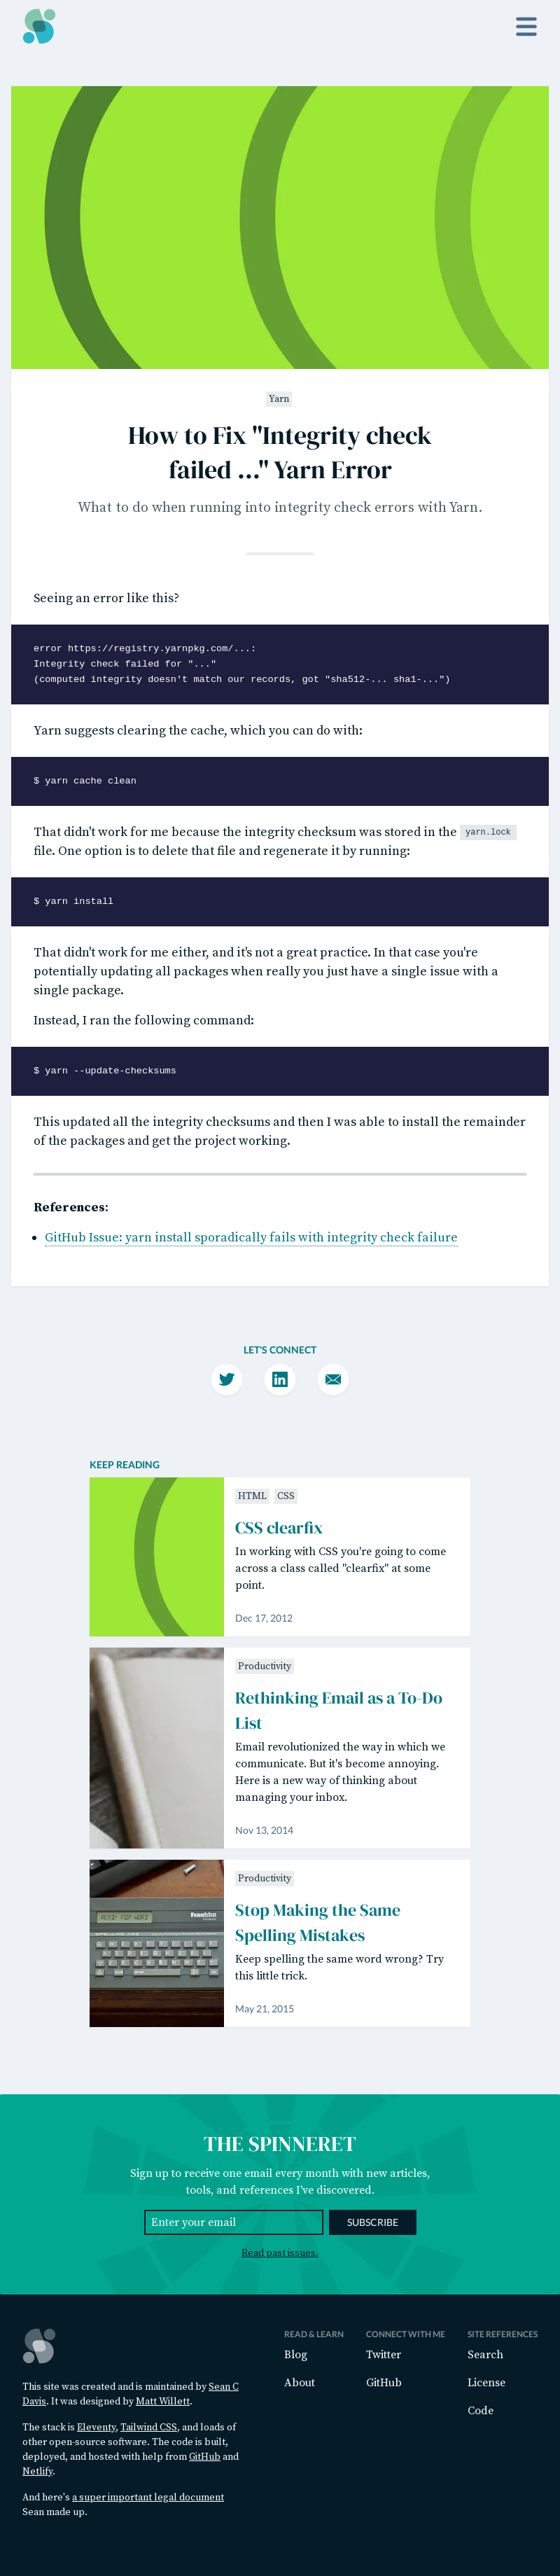 Yarn
How to Fix "Integrity check
failed ..." Yarn Error
What to do when running into integrity check errors with Yarn.
Seeing an error like this?
error https://registry.yarnpkg.com/...:
Integrity check failed for "..."
(computed integrity doesn't match our records, got "sha512-... sha1-...")
Yarn suggests clearing the cache, which you can do with:
$ yarn cache clean
That didn't work for me because the integrity checksum was stored in the yarn.lock
file. One option is to delete that file and regenerate it by running:
$ yarn install
That didn't work for me either, and it's not a great practice. In that case you're
potentially updating all packages when really you just have a single issue with a
single package.
Instead, I ran the following command:
$ yarn --update-checksums
This updated all the integrity checksums and then I was able to install the remainder
of the packages and get the project working.
References:
GitHub Issue: yarn install sporadically fails with integrity check failure
LET'S CONNECT
KEEP READING
HTML CSS
CSS clearfix
In working with CSS you're going to come
across a class called "clearfix" at some
point.
Dec 17, 2012
Productivity
Rethinking Email as a To-Do
List
Email revolutionized the way in which we
communicate. But it's become annoying.
Here is a new way of thinking about
managing your inbox.
Nov 13, 2014
Productivity
Stop Making the Same
Spelling Mistakes
Keep spelling the same word wrong? Try
this little trick.
May 21, 2015
READY FOR WORD
Franklin
THE SPINNERET
Sign up to receive one email every month with new articles,
tools, and references I've discovered.
Enter your email
SUBSCRIBE
Read past issues.
This site was created and is maintained by Sean C
Davis. It was designed by Matt Willett.
The stack is Eleventy, Tailwind CSS, and loads of
other open-source software. The code is built,
deployed, and hosted with help from GitHub and
Netlify.
And here's a super important legal document
Sean made up.
READ & LEARN
Blog
About
CONNECT WITH ME
Twitter
GitHub
SITE REFERENCES
Search
License
Code